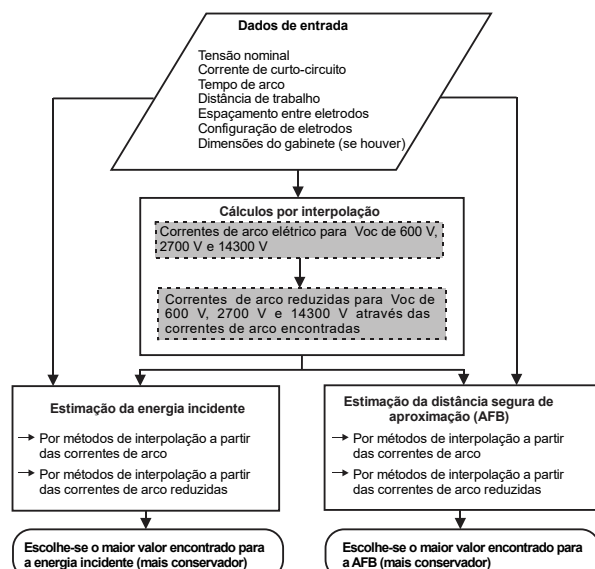 Dados de entrada
Tensão nominal
Corrente de curto-circuito
Tempo de arco
Distância de trabalho
Espaçamento entre eletrodos
Configuração de eletrodos
Dimensões do gabinete (se houver)
Cálculos por interpolação
Correntes de arco elétrico para Voc de 600 V,
2700 V e 14300 V
Correntes de arco reduzidas para Voc de
600 V, 2700 V e 14300 V através das
correntes de arco encontradas
Estimação da energia incidente
Por métodos de interpolação a partir
das correntes de arco
Por métodos de interpolação a partir
das correntes de arco reduzidas
Estimação da distância segura de
aproximação (AFB)
Por métodos de interpolação a partir
das correntes de arco
Por métodos de interpolação a partir
das correntes de arco reduzidas
Escolhe-se o maior valor encontrado para
a energia incidente (mais conservador)
Escolhe-se o maior valor encontrado para
a AFB (mais conservador)